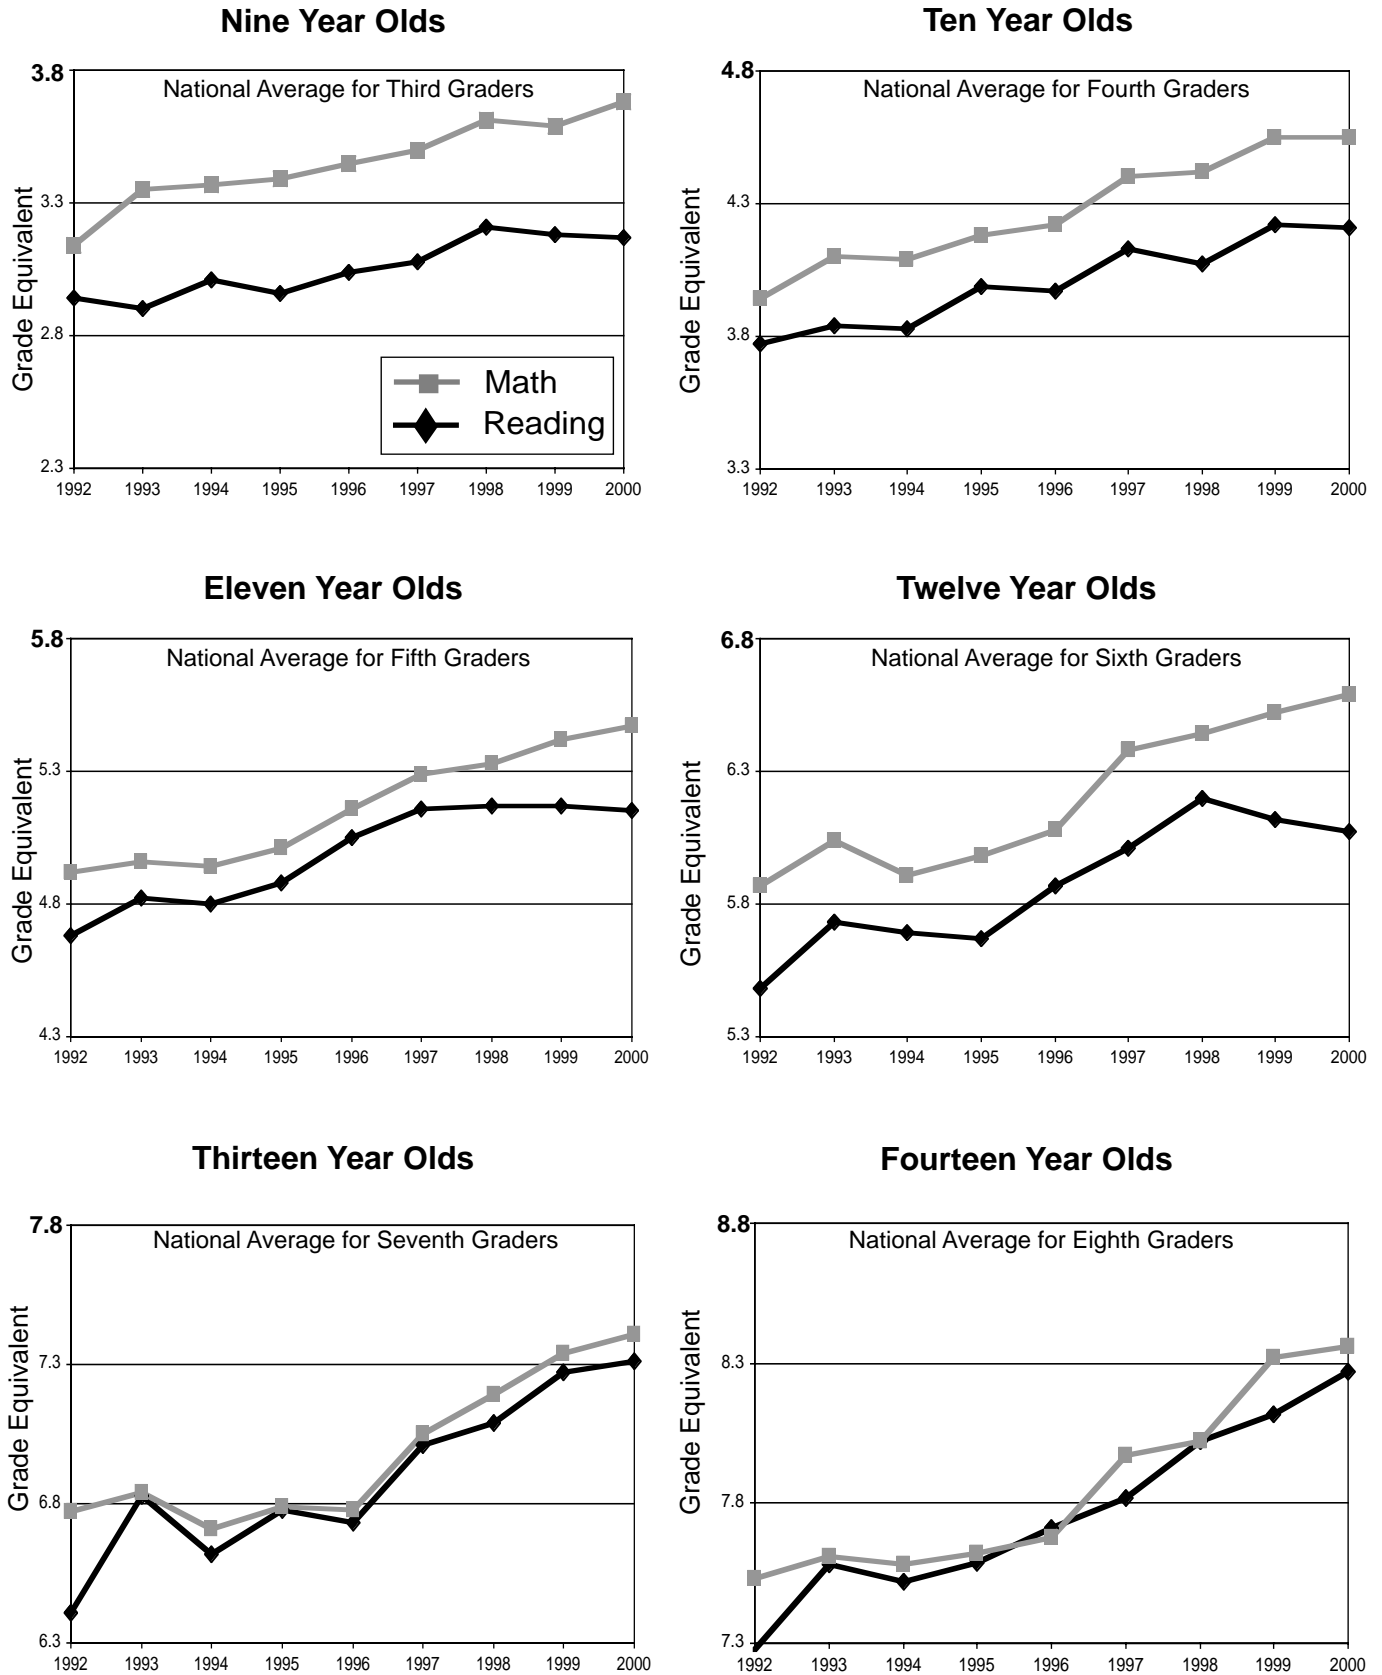 Nine Year Olds
3.8
National Average for Third Graders
3.3
2.8
2.3
Grade Equivalent
Math
Reading
1992 1993 1994 1995 1996 1997 1998 1999 2000
Ten Year Olds
4.8
National Average for Fourth Graders
4.3
3.8
3.3
Grade Equivalent
1992 1993 1994 1995 1996 1997 1998 1999 2000
Eleven Year Olds
5.8
National Average for Fifth Graders
5.3
4.8
4.3
Grade Equivalent
1992 1993 1994 1995 1996 1997 1998 1999 2000
Twelve Year Olds
6.8
National Average for Sixth Graders
6.3
5.8
5.3
Grade Equivalent
1992 1993 1994 1995 1996 1997 1998 1999 2000
Thirteen Year Olds
7.8
National Average for Seventh Graders
7.3
6.8
6.3
Grade Equivalent
1992 1993 1994 1995 1996 1997 1998 1999 2000
Fourteen Year Olds
8.8
National Average for Eighth Graders
8.3
7.8
7.3
Grade Equivalent
1992 1993 1994 1995 1996 1997 1998 1999 2000